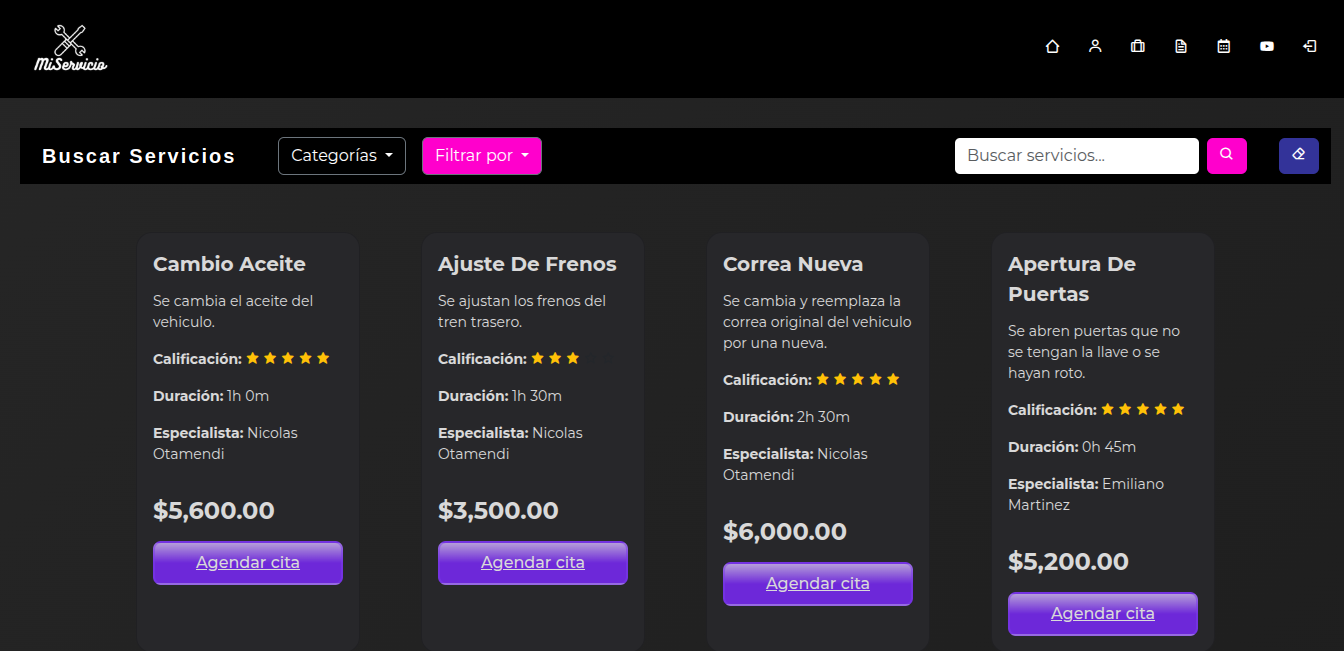 MiServicio
Buscar Servicios
Categorías
Filtrar por
Buscar servicios...
Cambio Aceite
Se cambia el aceite del
vehiculo.
Calificación:
Duración: 1h 0m
Especialista: Nicolas
Otamendi
$5,600.00
Agendar cita
Ajuste De Frenos
Se ajustan los frenos del
tren trasero.
Calificación:
Duración: 1h 30m
Especialista: Nicolas
Otamendi
$3,500.00
Agendar cita
Correa Nueva
Se cambia y reemplaza la
correa original del vehiculo
por una nueva.
Calificación:
Duración: 2h 30m
Especialista: Nicolas
Otamendi
$6,000.00
Agendar cita
Apertura De
Puertas
Se abren puertas que no
se tengan la llave o se
hayan roto.
Calificación:
Duración: 0h 45m
Especialista: Emiliano
Martinez
$5,200.00
Agendar cita